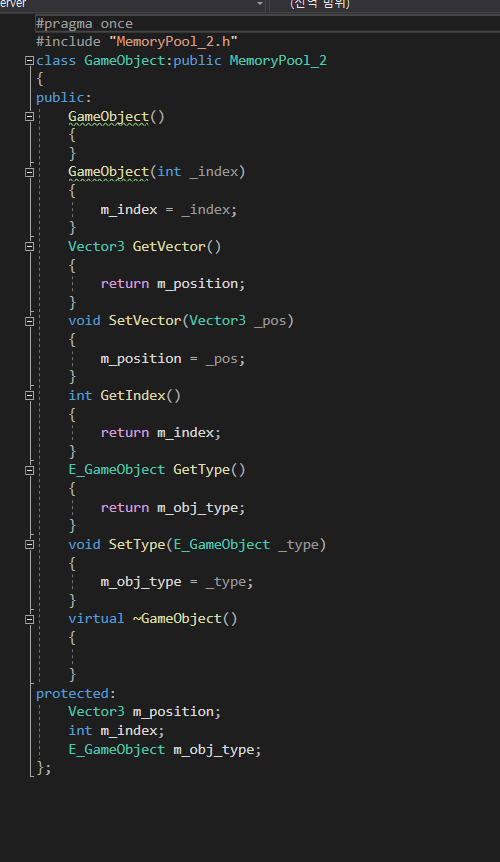 erver
(전역 범위)
#pragma once
#include "MemoryPool_2.h"
class GameObject:public MemoryPool_2
{
public:
    GameObject()
    {
    }
    GameObject(int _index)
    {
        m_index = _index;
    }
    Vector3 GetVector()
    {
        return m_position;
    }
    void SetVector(Vector3 _pos)
    {
        m_position = _pos;
    }
    int GetIndex()
    {
        return m_index;
    }
    E_GameObject GetType()
    {
        return m_obj_type;
    }
    void SetType(E_GameObject _type)
    {
        m_obj_type = _type;
    }
    virtual ~GameObject()
    {

    }
protected:
    Vector3 m_position;
    int m_index;
    E_GameObject m_obj_type;
};